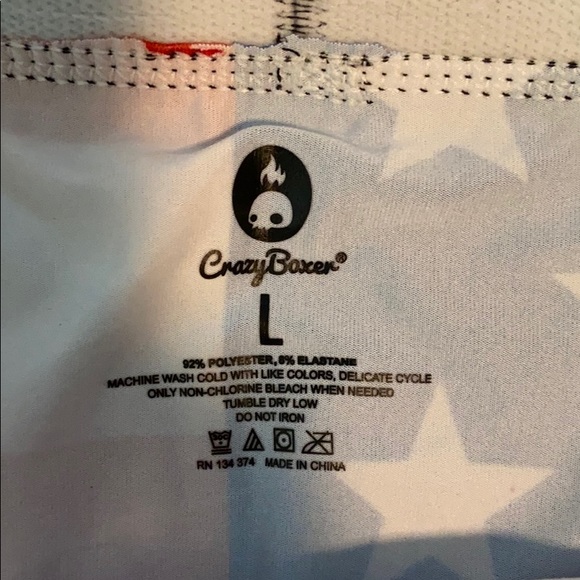 CrazyBoxer®
L
92% POLYESTER, 8% ELASTANE
MACHINE WASH COLD WITH LIKE COLORS, DELICATE CYCLE
ONLY NON-CHLORINE BLEACH WHEN NEEDED
TUMBLE DRY LOW
DO NOT IRON
RN 134 374 MADE IN CHINA